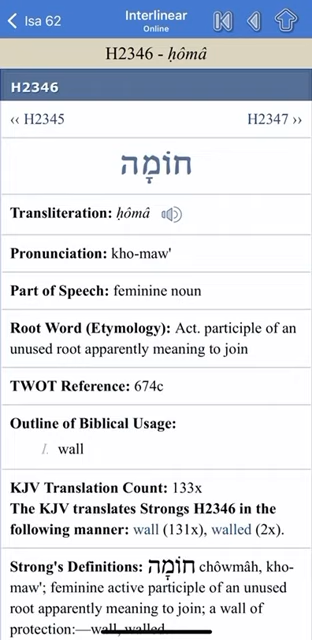 Isa 62
Interlinear
Online
H2346 - ḥômâ
H2346
‹‹ H2345 H2347 ››
חוֹמָה
Transliteration: ḥômâ
Pronunciation: kho-maw'
Part of Speech: feminine noun
Root Word (Etymology): Act. participle of an
unused root apparently meaning to join
TWOT Reference: 674c
Outline of Biblical Usage:
I. wall
KJV Translation Count: 133x
The KJV translates Strongs H2346 in the
following manner: wall (131x), walled (2x).
Strong's Definitions: חוֹמָה chôwmâh, kho-
maw'; feminine active participle of an unused
root apparently meaning to join; a wall of
protection:—wall, walled.